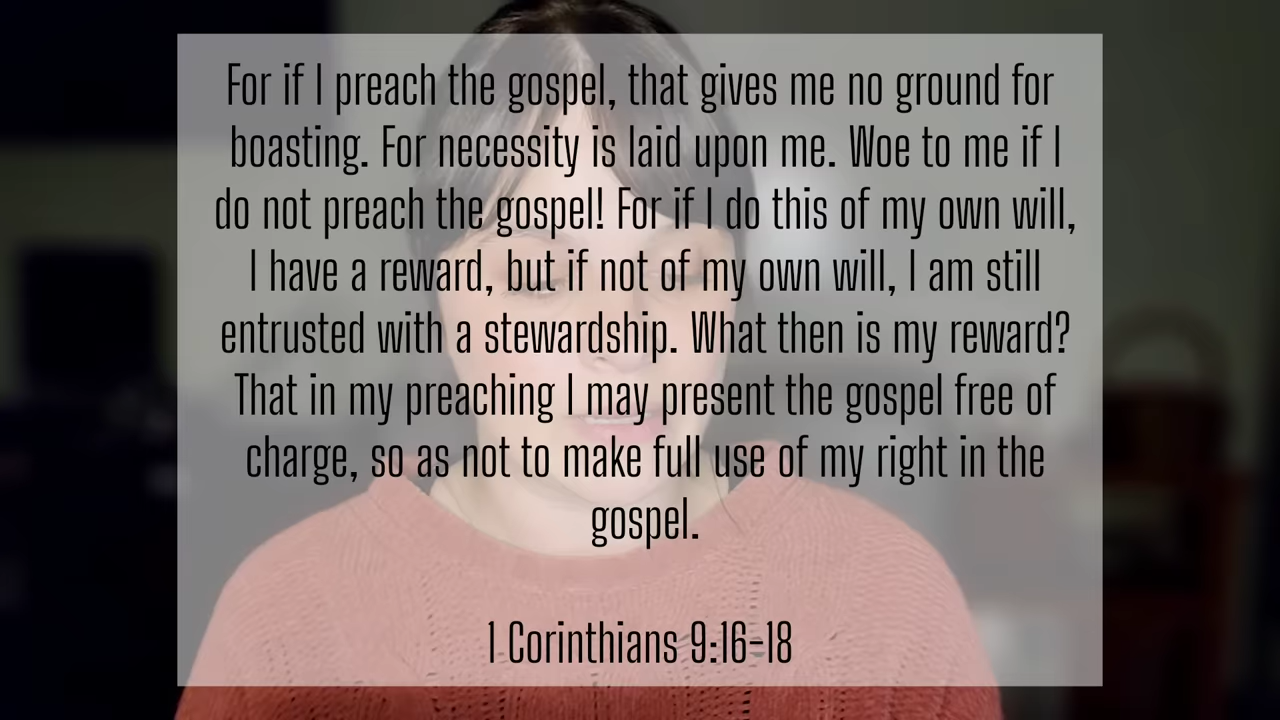 For if I preach the gospel, that gives me no ground for
boasting. For necessity is laid upon me. Woe to me if I
do not preach the gospel! For if I do this of my own will,
I have a reward, but if not of my own will, I am still
entrusted with a stewardship. What then is my reward?
That in my preaching I may present the gospel free of
charge, so as not to make full use of my right in the
gospel.
1 Corinthians 9:16-18